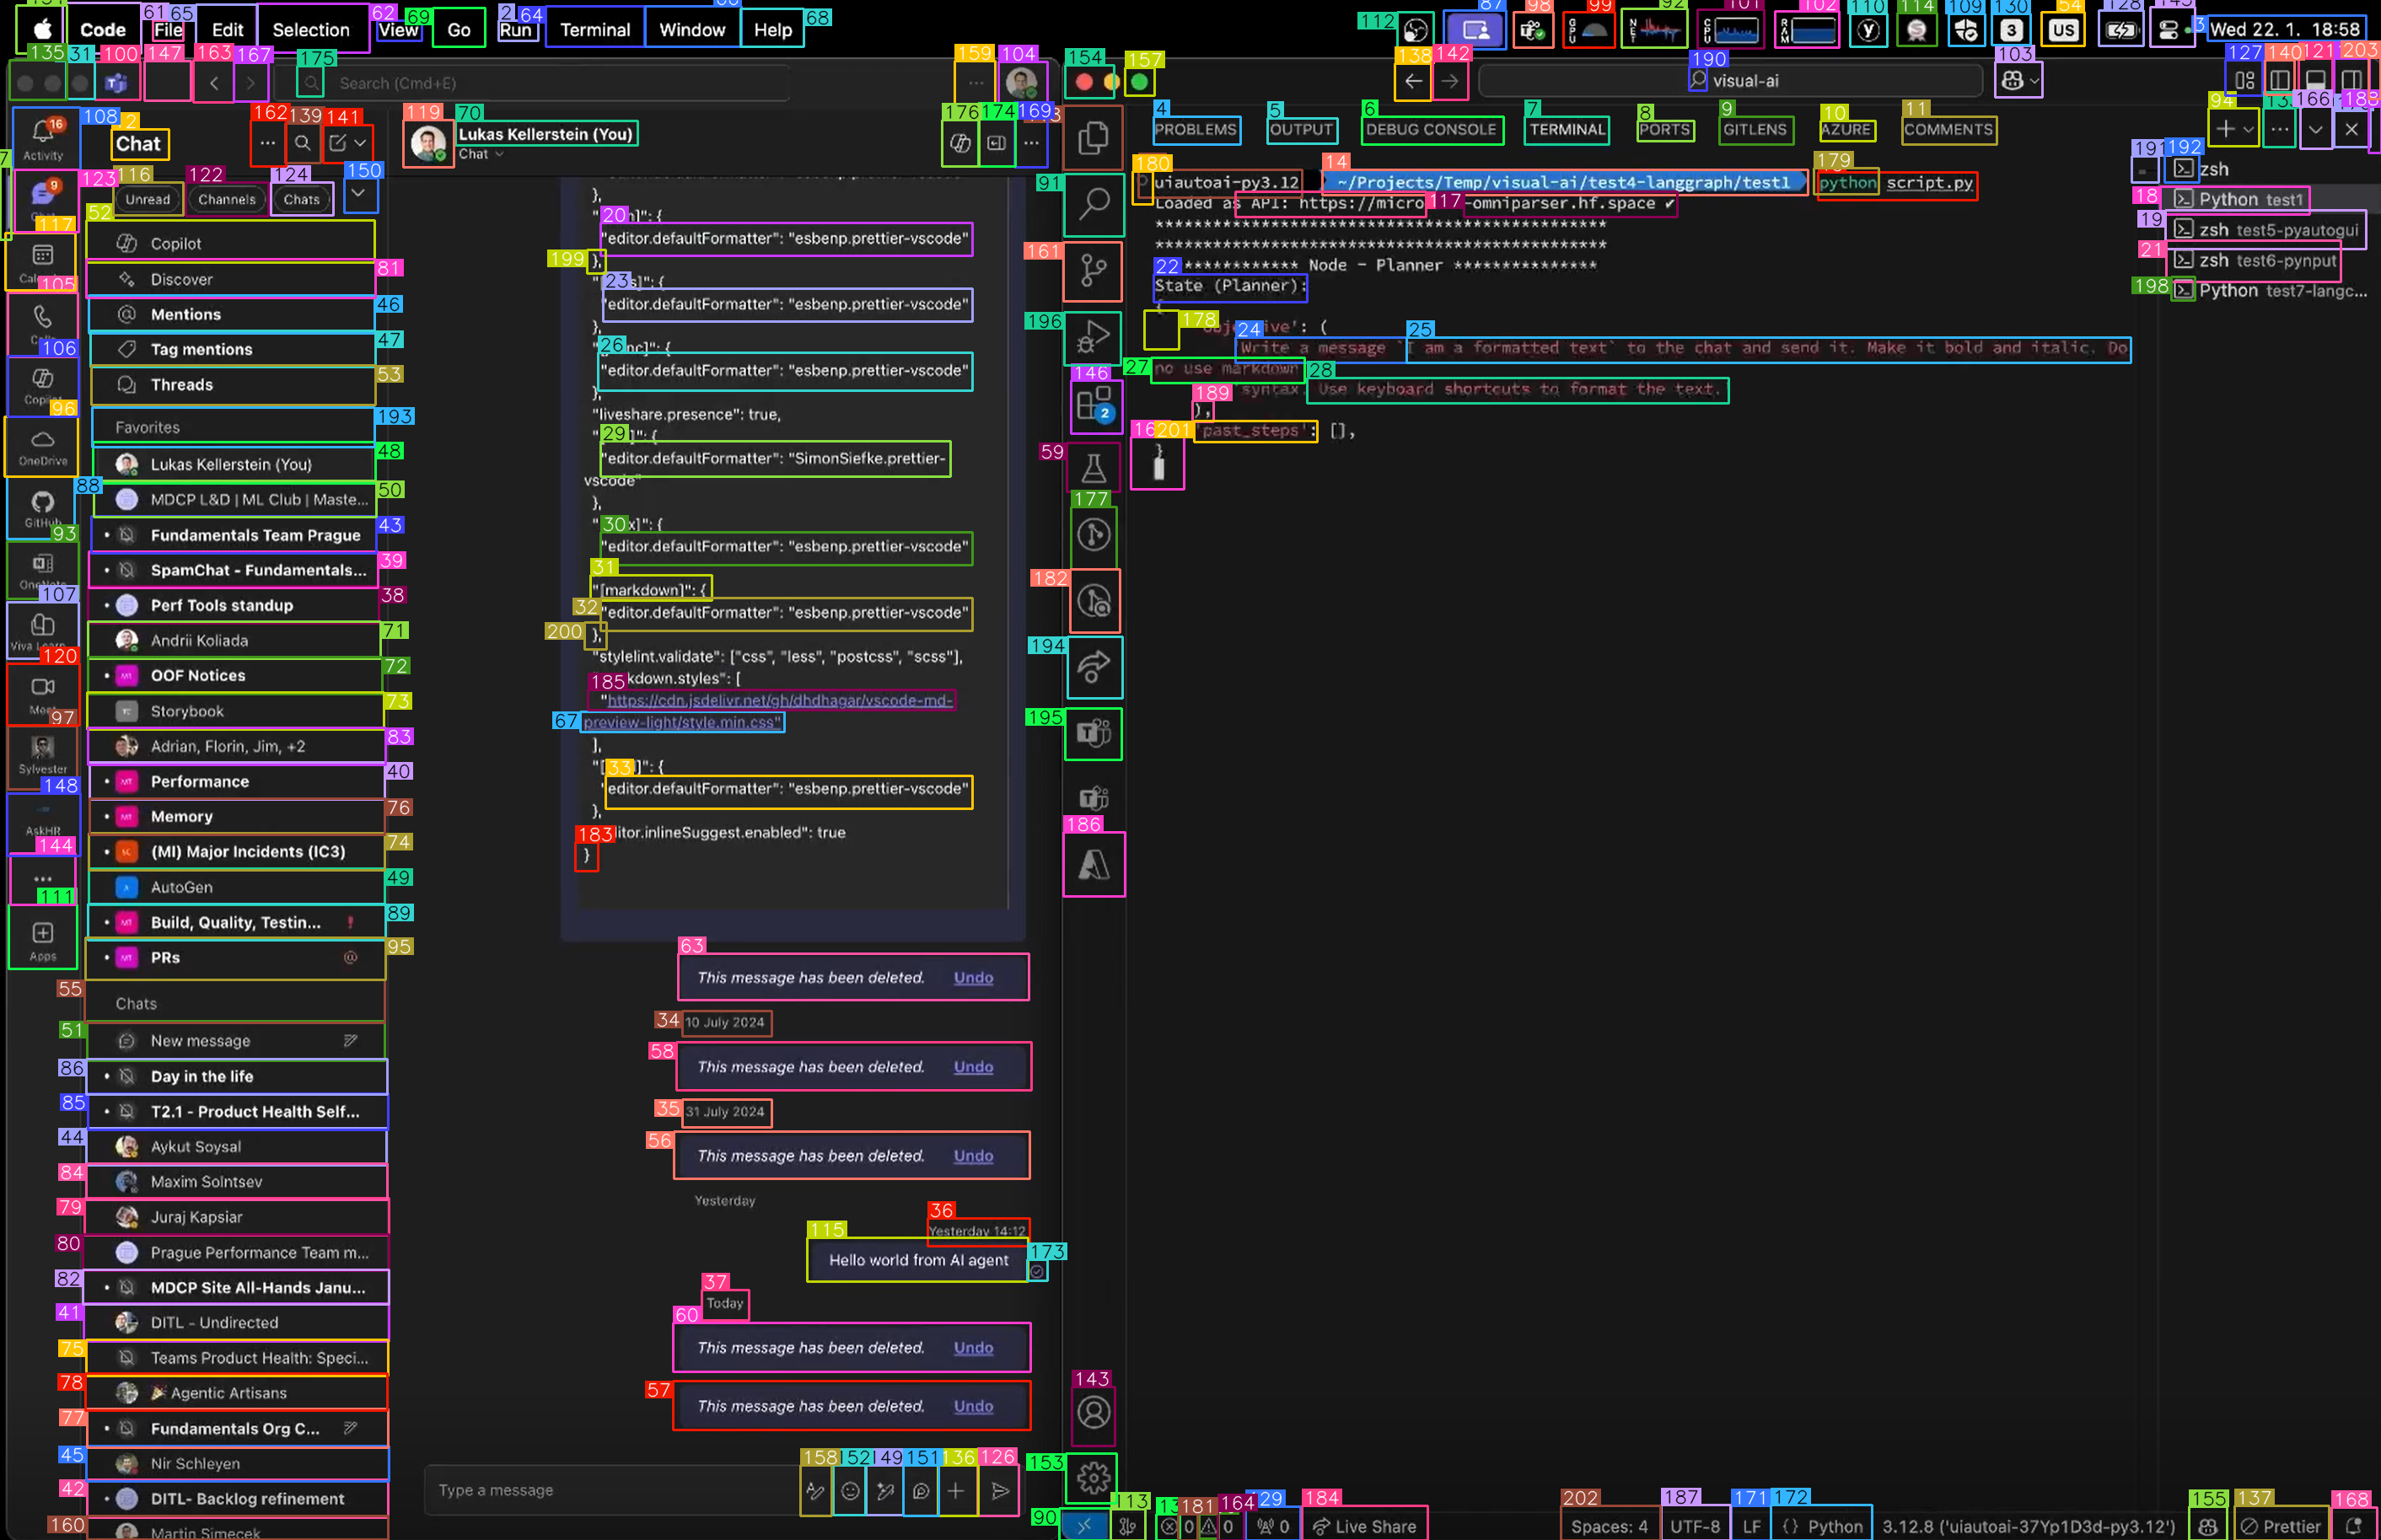 Code File Edit Selection View Go Run Terminal Window Help
Wed 22. 1. 18:58
Search (Cmd+E)
visual-ai
Activity
OneDrive
GitHub
Sylvester
AskHR
Apps
Chat
Unread Channels Chats
Copilot
Discover
Mentions
Tag mentions
Threads
Favorites
Lukas Kellerstein (You)
MDCP L&D | ML Club | Maste...
Fundamentals Team Prague
SpamChat - Fundamentals...
Perf Tools standup
Andrii Koliada
OOF Notices
Storybook
Adrian, Florin, Jim, +2
Performance
Memory
(MI) Major Incidents (IC3)
AutoGen
Build, Quality, Testin...
PRs
Chats
New message
Day in the life
T2.1 - Product Health Self...
Aykut Soysal
Maxim Solntsev
Juraj Kapsiar
Prague Performance Team m...
MDCP Site All-Hands Janu...
DITL - Undirected
Teams Product Health: Speci...
Agentic Artisans
Fundamentals Org C...
Nir Schleyen
DITL- Backlog refinement
Martin Simecek
Lukas Kellerstein (You)
Chat
},
"editor.defaultFormatter": "esbenp.prettier-vscode"
},
"editor.defaultFormatter": "esbenp.prettier-vscode"
},
"editor.defaultFormatter": "esbenp.prettier-vscode"
},
"liveshare.presence": true,
"editor.defaultFormatter": "SimonSiefke.prettier-
vscode"
},
"editor.defaultFormatter": "esbenp.prettier-vscode"
"[markdown]": {
"editor.defaultFormatter": "esbenp.prettier-vscode"
},
"stylelint.validate": ["css", "less", "postcss", "scss"],
kdown.styles": [
"https://cdn.jsdelivr.net/gh/dhdhagar/vscode-md-
preview-light/style.min.css"
],
"editor.defaultFormatter": "esbenp.prettier-vscode"
},
itor.inlineSuggest.enabled": true
}
This message has been deleted. Undo
10 July 2024
This message has been deleted. Undo
31 July 2024
This message has been deleted. Undo
Yesterday
Yesterday 14:12
Hello world from AI agent
Today
This message has been deleted. Undo
This message has been deleted. Undo
Type a message
PROBLEMS OUTPUT DEBUG CONSOLE TERMINAL PORTS GITLENS AZURE COMMENTS
uiautoai-py3.12 ~/Projects/Temp/visual-ai/test4-langgraph/test1 python script.py
Loaded as API: https://micro -omniparser.hf.space ✔
********************************************
********************************************
************ Node - Planner ***************
State (Planner):
{
ive': (
Write a message `I am a formatted text` to the chat and send it. Make it bold and italic. Do
no use markdown
syntax. Use keyboard shortcuts to format the text.
),
'past_steps': [],
}
zsh
Python test1
zsh test5-pyautogui
zsh test6-pynput
Python test7-langc...
0 0 0 Live Share Spaces: 4 UTF-8 LF {} Python 3.12.8 ('uiautoai-37Yp1D3d-py3.12') Prettier